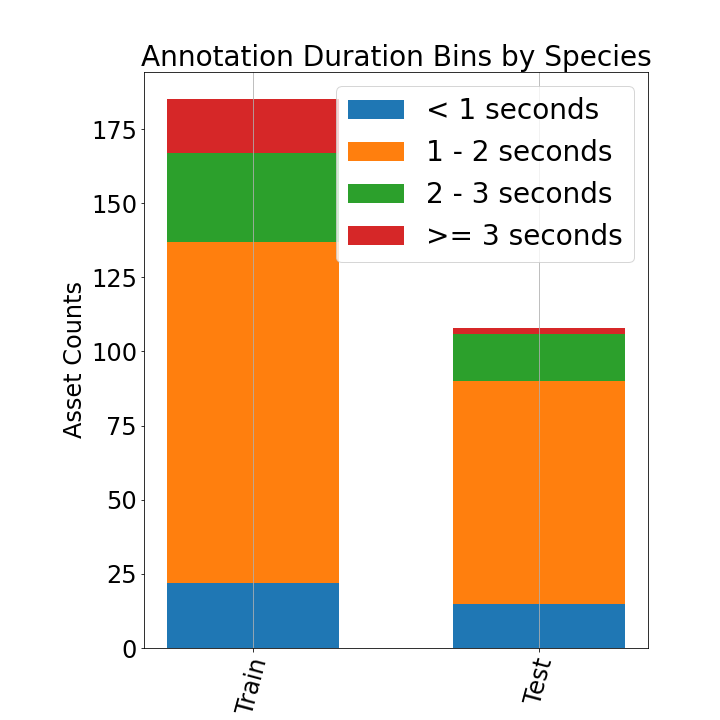 Annotation Duration Bins by Species
< 1 seconds
1 - 2 seconds
2 - 3 seconds
>= 3 seconds
175
150
125
100
75
50
25
0
Asset Counts
Train
Test